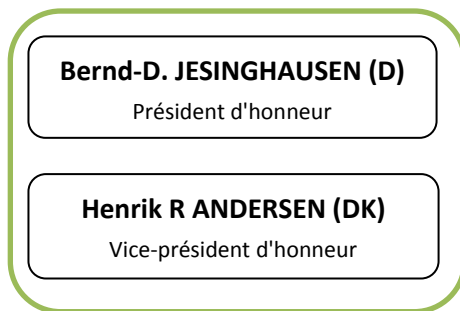 Bernd-D. JESINGHAUSEN (D)
Président d'honneur
Henrik R ANDERSEN (DK)
Vice-président d'honneur